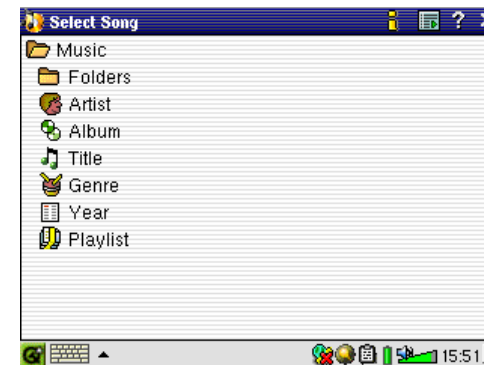 Select Song ?
Music
Folders
Artist
Album
Title
Genre
Year
Playlist
15:51